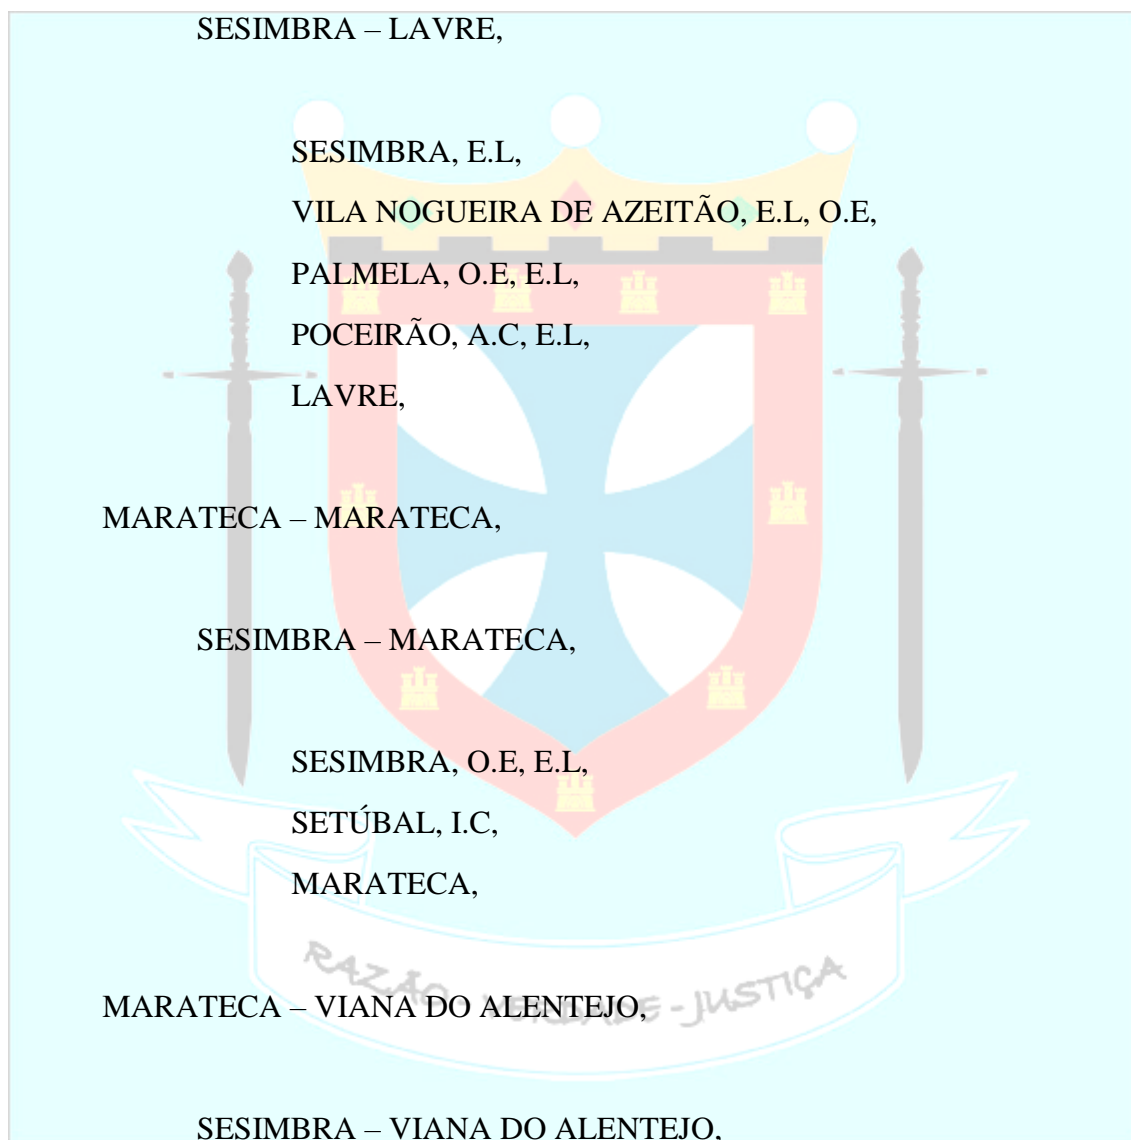 SESIMBRA – LAVRE,
SESIMBRA, E.L,
VILA NOGUEIRA DE AZEITÃO, E.L, O.E,
PALMELA, O.E, E.L,
POCEIRÃO, A.C, E.L,
LAVRE,
MARATECA – MARATECA,
SESIMBRA – MARATECA,
SESIMBRA, O.E, E.L,
SETÚBAL, I.C,
MARATECA,
RAZÃO - VERDADE - JUSTIÇA
MARATECA – VIANA DO ALENTEJO,
SESIMBRA – VIANA DO ALENTEJO,